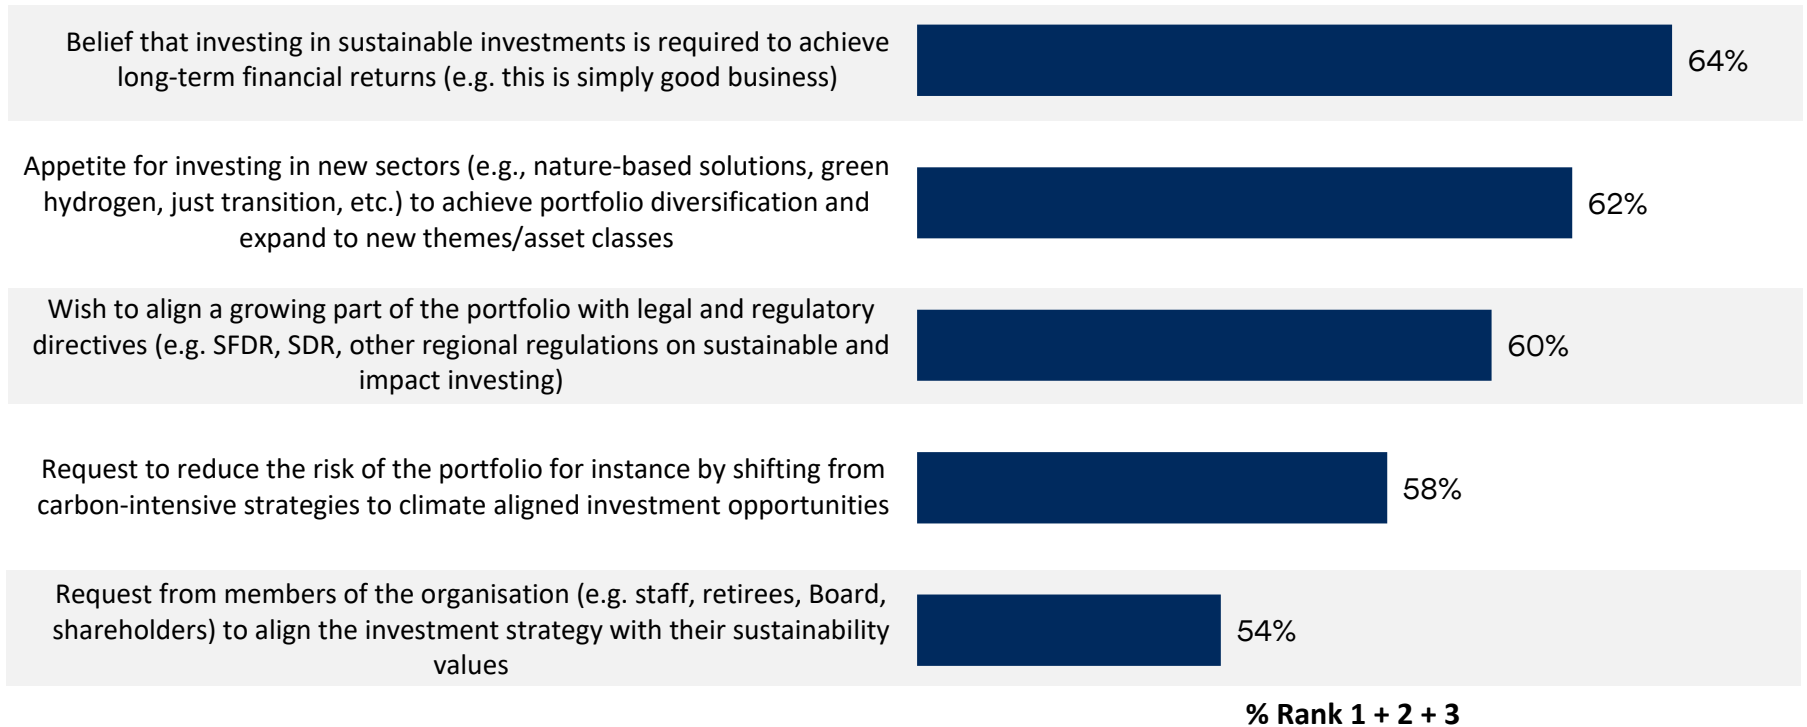 Belief that investing in sustainable investments is required to achieve
long-term financial returns (e.g. this is simply good business)
64%
Appetite for investing in new sectors (e.g., nature-based solutions, green
hydrogen, just transition, etc.) to achieve portfolio diversification and
expand to new themes/asset classes
62%
Wish to align a growing part of the portfolio with legal and regulatory
directives (e.g. SFDR, SDR, other regional regulations on sustainable and
impact investing)
60%
Request to reduce the risk of the portfolio for instance by shifting from
carbon-intensive strategies to climate aligned investment opportunities
58%
Request from members of the organisation (e.g. staff, retirees, Board,
shareholders) to align the investment strategy with their sustainability
values
54%
% Rank 1 + 2 + 3